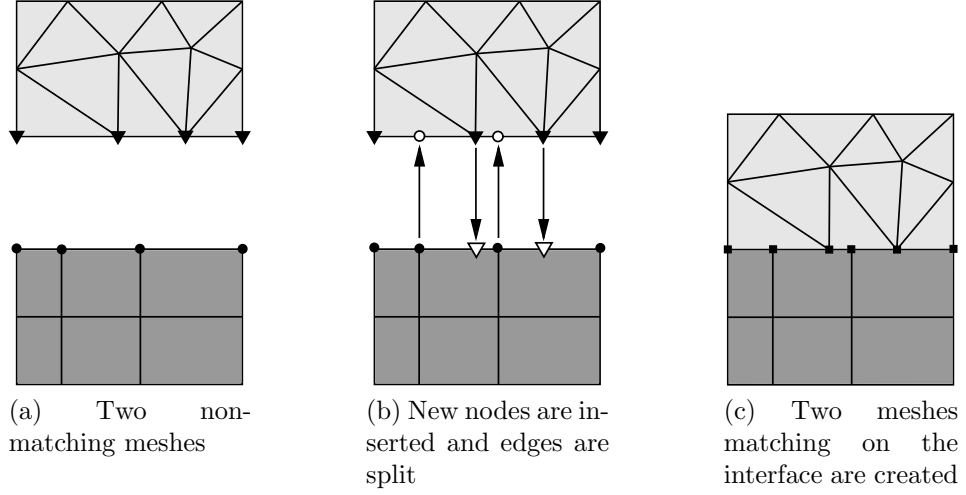 (a) Two non-
matching meshes
(b) New nodes are in-
serted and edges are
split
(c) Two meshes
matching on the
interface are created